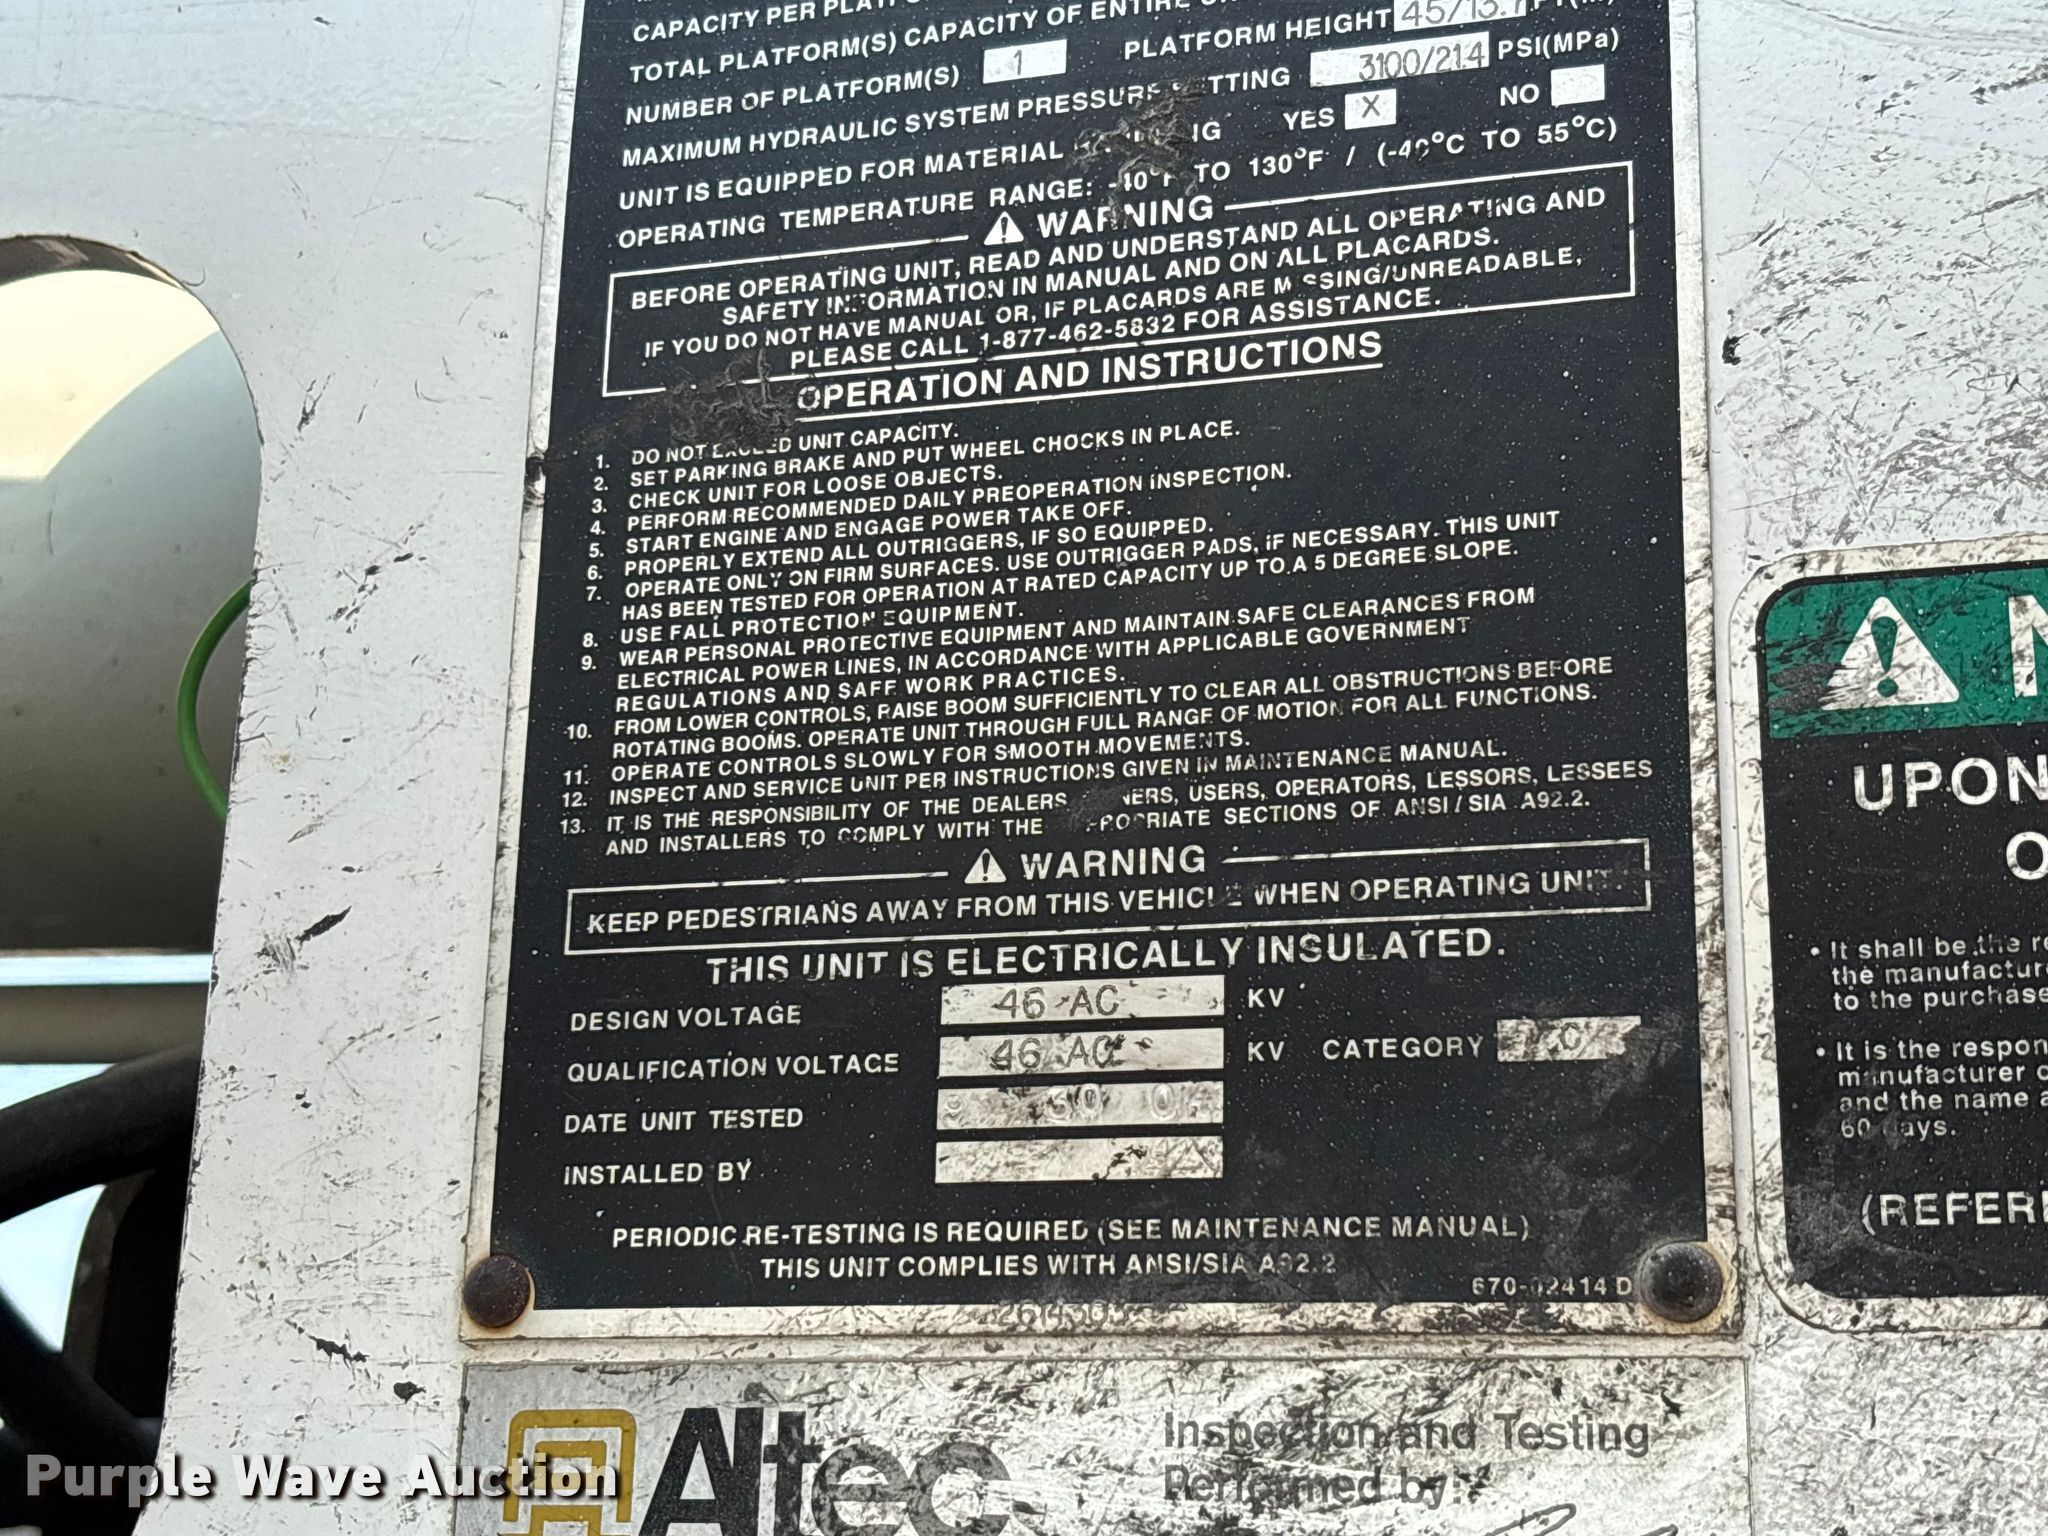 CAPACITY PER
TOTAL PLATFORM(S) CAPACITY OF ENTIRE
NUMBER OF PLATFORM(S) 1 PLATFORM HEIGHT 45/13.7 FT(M)
MAXIMUM HYDRAULIC SYSTEM PRESSURE SETTING 3100/21.4 PSI(MPa)
UNIT IS EQUIPPED FOR MATERIAL YES X NO
OPERATING TEMPERATURE RANGE: -40°F TO 130°F / (-40°C TO 55°C)
WARNING
BEFORE OPERATING UNIT, READ AND UNDERSTAND ALL OPERATING AND
SAFETY INFORMATION IN MANUAL AND ON ALL PLACARDS.
IF YOU DO NOT HAVE MANUAL OR, IF PLACARDS ARE MISSING/UNREADABLE,
PLEASE CALL 1-877-462-5832 FOR ASSISTANCE.
OPERATION AND INSTRUCTIONS
1. DO NOT EXCEED UNIT CAPACITY.
2. SET PARKING BRAKE AND PUT WHEEL CHOCKS IN PLACE.
3. CHECK UNIT FOR LOOSE OBJECTS.
4. PERFORM RECOMMENDED DAILY PREOPERATION INSPECTION.
5. START ENGINE AND ENGAGE POWER TAKE OFF.
6. PROPERLY EXTEND ALL OUTRIGGERS, IF SO EQUIPPED.
7. OPERATE ONLY ON FIRM SURFACES. USE OUTRIGGER PADS, IF NECESSARY. THIS UNIT
HAS BEEN TESTED FOR OPERATION AT RATED CAPACITY UP TO A 5 DEGREE SLOPE.
8. USE FALL PROTECTION EQUIPMENT.
9. WEAR PERSONAL PROTECTIVE EQUIPMENT AND MAINTAIN SAFE CLEARANCES FROM
ELECTRICAL POWER LINES, IN ACCORDANCE WITH APPLICABLE GOVERNMENT
REGULATIONS AND SAFE WORK PRACTICES.
10. FROM LOWER CONTROLS, RAISE BOOM SUFFICIENTLY TO CLEAR ALL OBSTRUCTIONS BEFORE
ROTATING BOOMS. OPERATE UNIT THROUGH FULL RANGE OF MOTION FOR ALL FUNCTIONS.
11. OPERATE CONTROLS SLOWLY FOR SMOOTH MOVEMENTS.
12. INSPECT AND SERVICE UNIT PER INSTRUCTIONS GIVEN IN MAINTENANCE MANUAL.
13. IT IS THE RESPONSIBILITY OF THE DEALERS, OWNERS, USERS, OPERATORS, LESSORS, LESSEES
AND INSTALLERS TO COMPLY WITH THE APPROPRIATE SECTIONS OF ANSI / SIA A92.2.
WARNING
KEEP PEDESTRIANS AWAY FROM THIS VEHICLE WHEN OPERATING UNIT.
THIS UNIT IS ELECTRICALLY INSULATED.
DESIGN VOLTAGE 46 AC KV
QUALIFICATION VOLTAGE 46 AC KV CATEGORY C
DATE UNIT TESTED 9 30
INSTALLED BY
PERIODIC RE-TESTING IS REQUIRED (SEE MAINTENANCE MANUAL)
THIS UNIT COMPLIES WITH ANSI/SIA A92.2
670-02414 D
Altec
Inspection and Testing
Performed by:
UPON
• It shall be the
the
to the
• It is the
manufacturer
and the name
60 days.
Purple Wave Auction